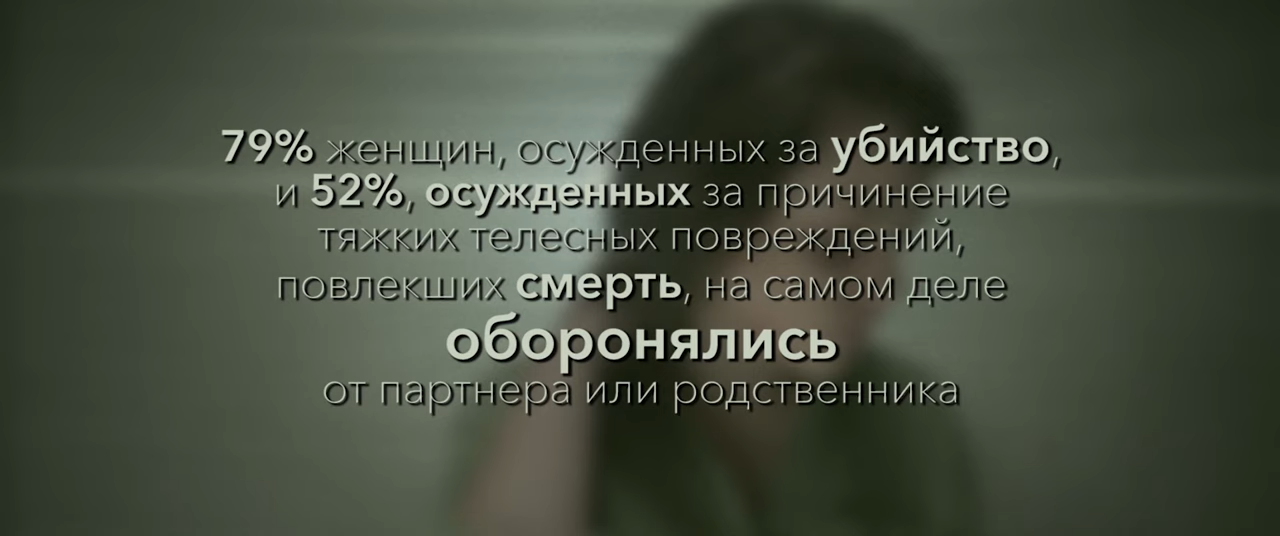 79% женщин, осужденных за убийство,
и 52%, осужденных за причинение
тяжких телесных повреждений,
повлекших смерть, на самом деле
оборонялись
от партнера или родственника